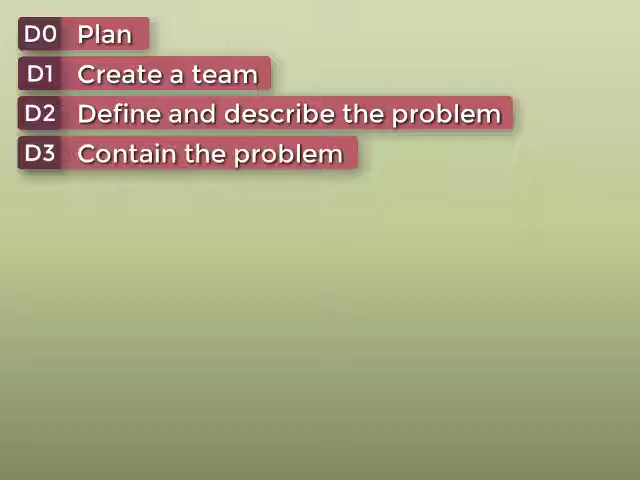 D0 Plan
D1 Create a team
D2 Define and describe the problem
D3 Contain the problem